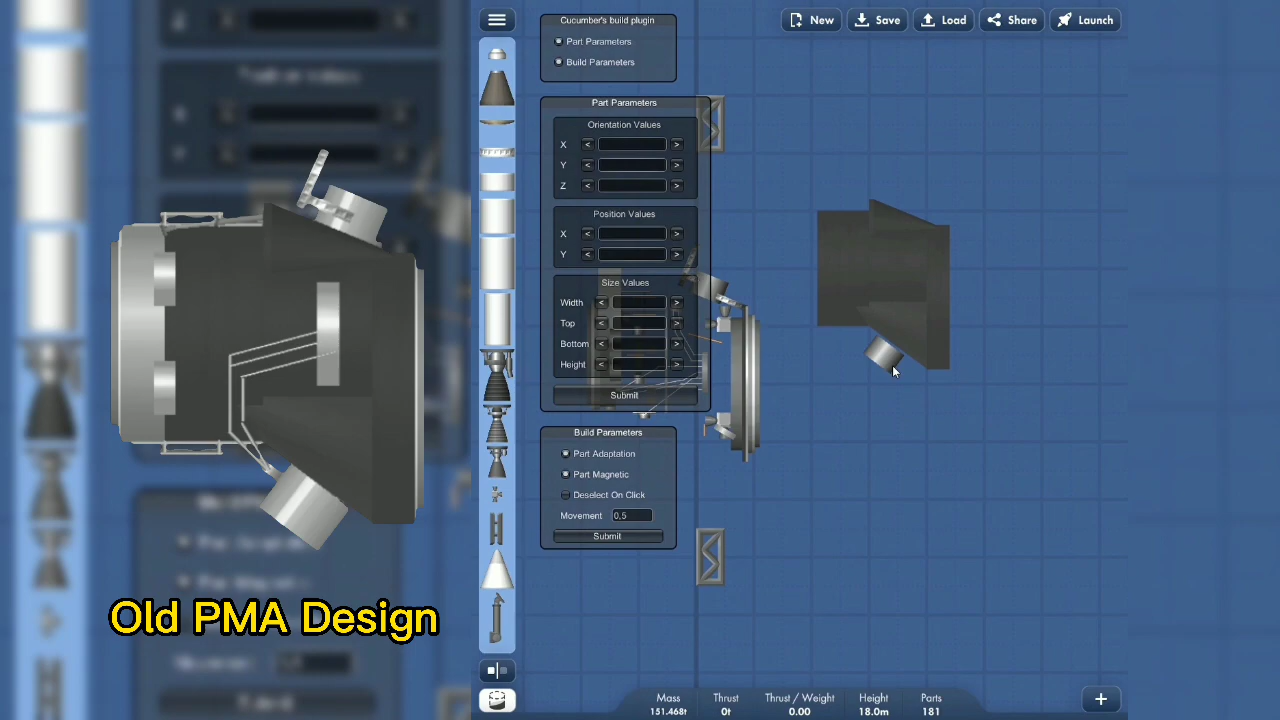 New
Save
Load
Share
Launch
Cucumber's build plugin
Part Parameters
Build Parameters
Part Parameters
Orientation Values
X < >
Y < >
Z < >
Position Values
X < >
Y < >
Size Values
Width < >
Top < >
Bottom < >
Height < >
Submit
Build Parameters
Part Adaptation
Part Magnetic
Deselect On Click
Movement 0,5
Submit
Old PMA Design
Mass Thrust Thrust / Weight Height Parts
151.468t 0t 0.00 18.0m 181